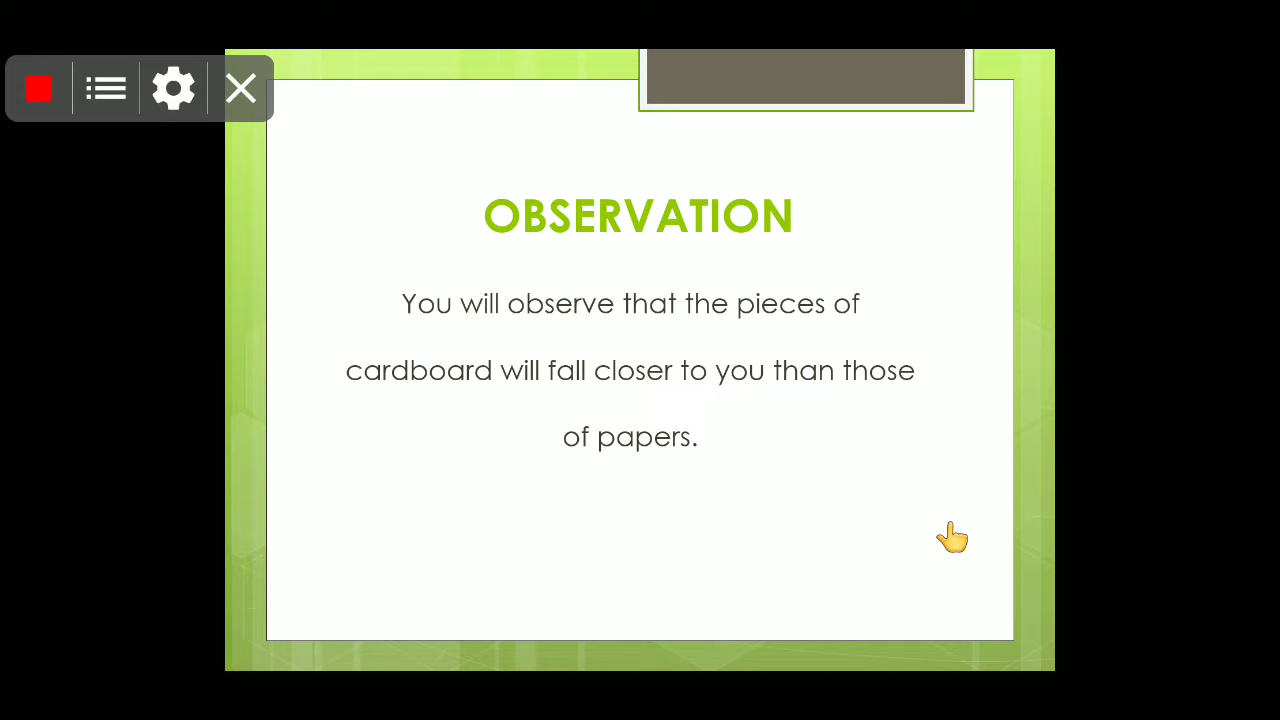 OBSERVATION
You will observe that the pieces of
cardboard will fall closer to you than those
of papers.